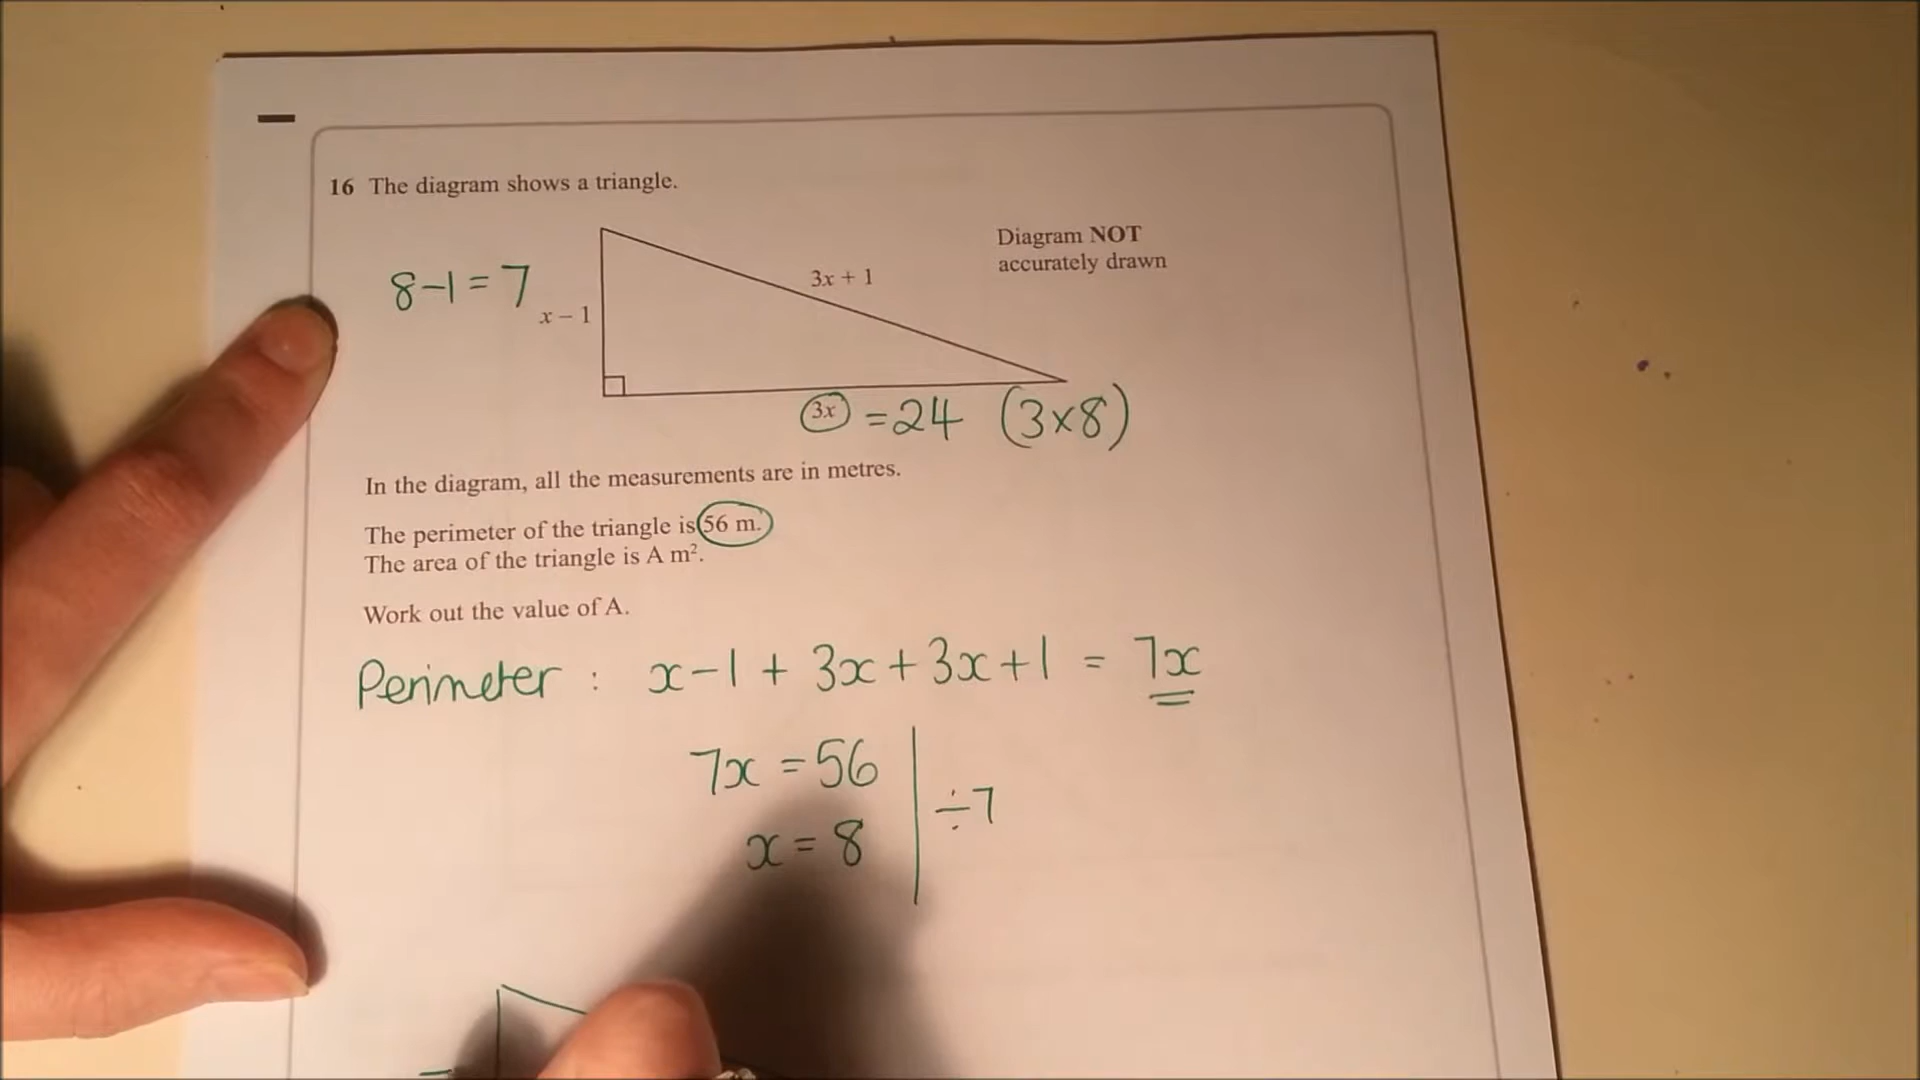 16 The diagram shows a triangle.
Diagram NOT
accurately drawn
8-1=7
x - 1
3x + 1
3x =24 (3×8)
In the diagram, all the measurements are in metres.
The perimeter of the triangle is 56 m.
The area of the triangle is A m².
Work out the value of A.
Perimeter : x-1 + 3x+3x+1 = 7x
7x = 56
÷7
x = 8